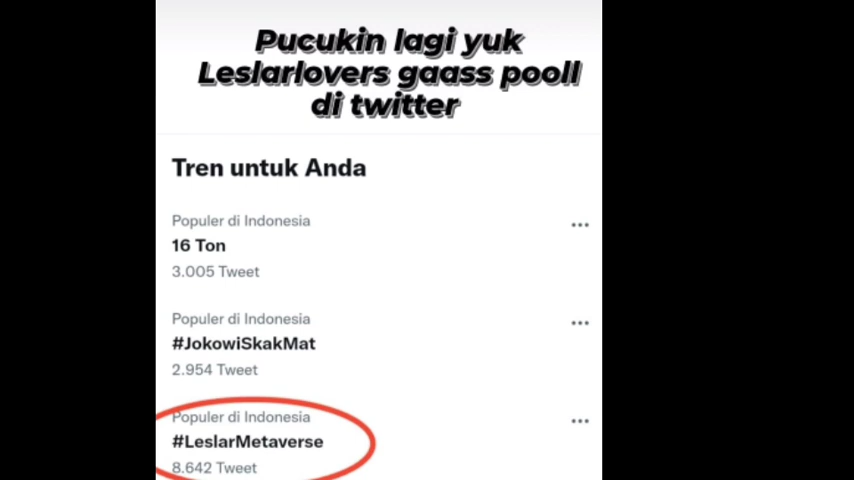 Pucukin lagi yuk
Leslarlovers gaass pooll
di twitter
Tren untuk Anda
Populer di Indonesia
16 Ton
3.005 Tweet
Populer di Indonesia
#JokowiSkakMat
2.954 Tweet
Populer di Indonesia
#LeslarMetaverse
8.642 Tweet